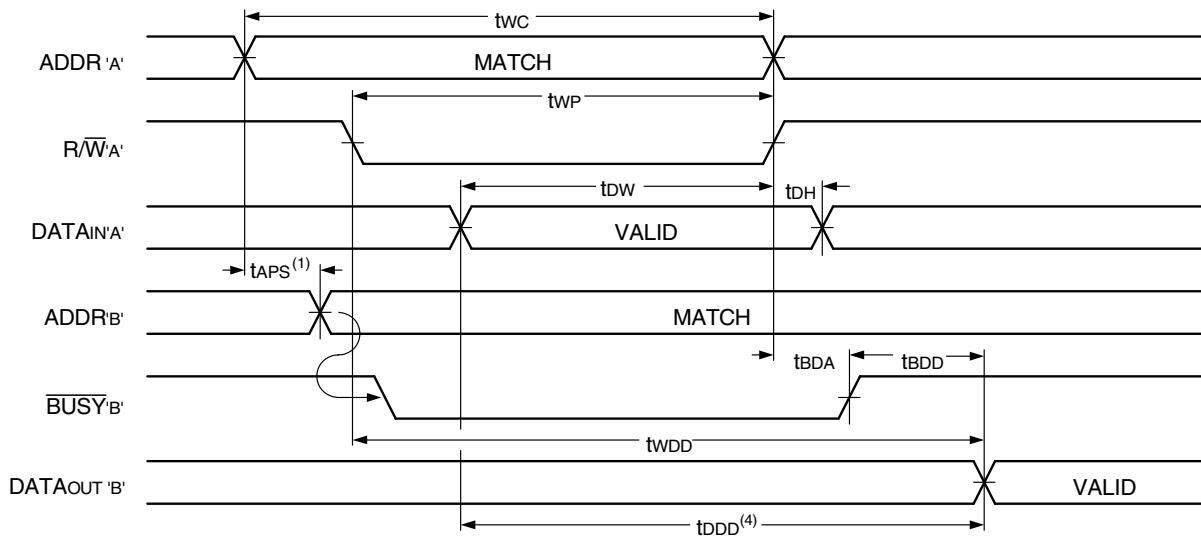 tWC
ADDR 'A'
MATCH
tWP
R/W̅'A'
tDW
tDH
DATAIN'A'
VALID
tAPS(1)
ADDR'B'
MATCH
tBDA
tBDD
B̅U̅S̅Y̅'B'
tWDD
DATAOUT 'B'
VALID
tDDD(4)